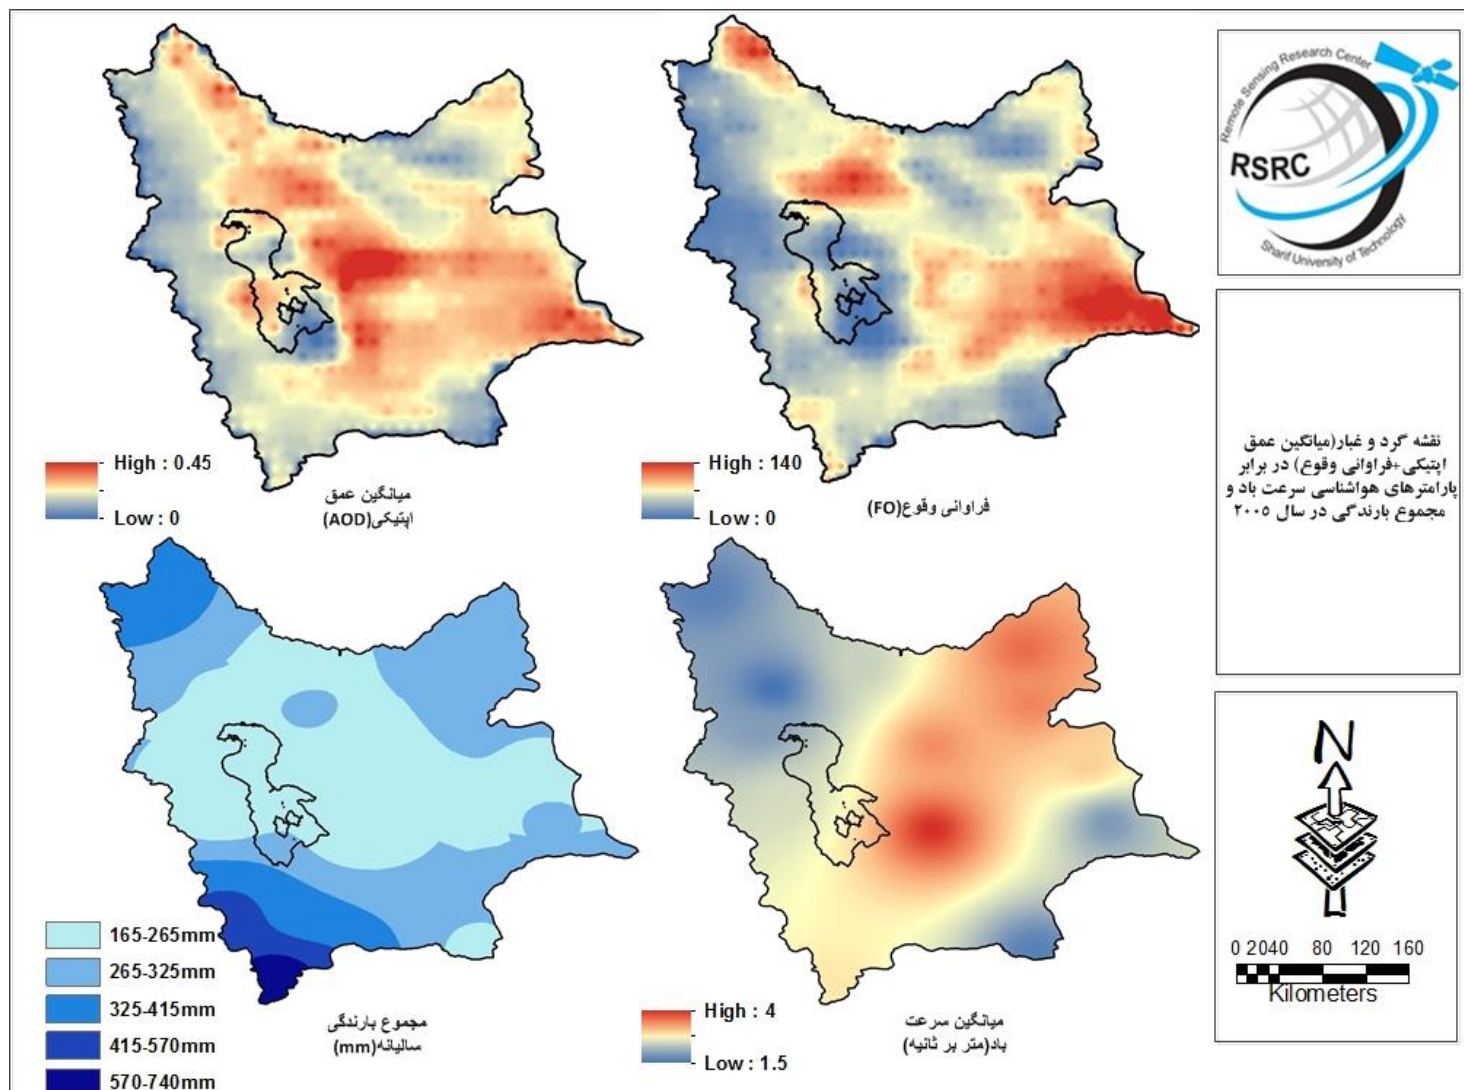 High : 0.45
Low : 0
میانگین عمق
اپتیکی(AOD)
High : 140
Low : 0
فراوانی وقوع(FO)
Remote Sensing Research Center
RSRC
Sharif University of Technology
نقشه گرد و غبار(میانگین عمق
اپتیکی+فراوانی وقوع) در برابر
پارامترهای هواشناسی سرعت باد و
مجموع بارندگی در سال ۲۰۰۵
165-265mm
265-325mm
325-415mm
415-570mm
570-740mm
مجموع بارندگی
سالیانه(mm)
High : 4
Low : 1.5
میانگین سرعت
باد(متر بر ثانیه)
N
0 2040 80 120 160
Kilometers